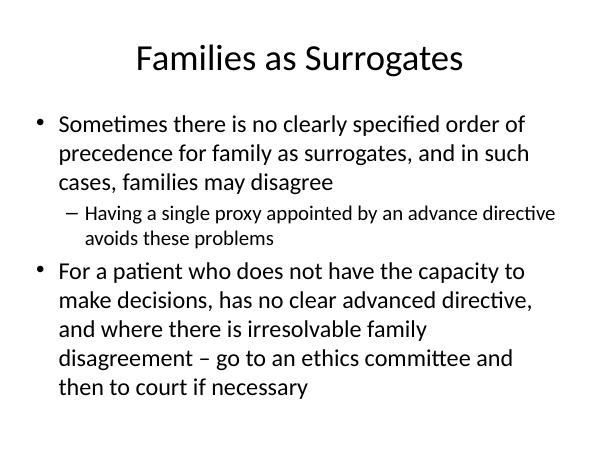 Families as Surrogates
• Sometimes there is no clearly specified order of
precedence for family as surrogates, and in such
cases, families may disagree
– Having a single proxy appointed by an advance directive
avoids these problems
• For a patient who does not have the capacity to
make decisions, has no clear advanced directive,
and where there is irresolvable family
disagreement – go to an ethics committee and
then to court if necessary